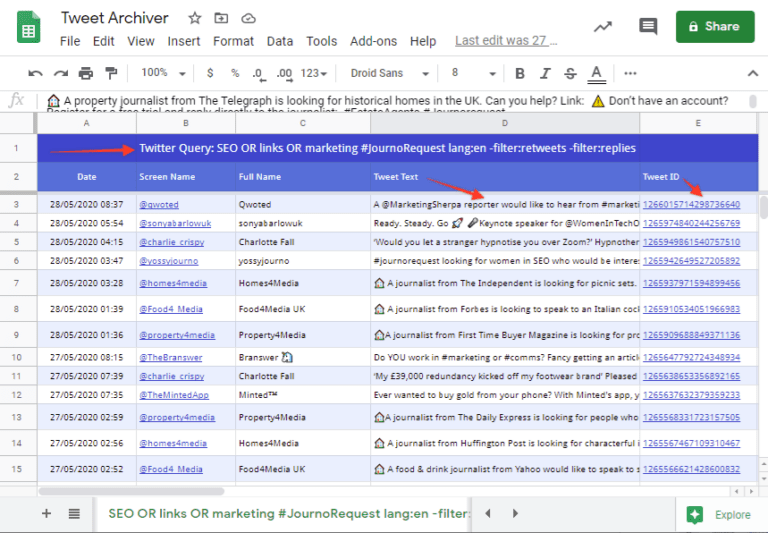 Tweet Archiver
File Edit View Insert Format Data Tools Add-ons Help Last edit was 27 ...
Share
100% $ % .0 .00 123 Droid Sans 8 B I S A
fx 🏠 A property journalist from The Telegraph is looking for historical homes in the UK. Can you help? Link: ⚠️ Don't have an account?
Register for a free trial and reply directly to the journalist: #EstateAgents #Journorequest
A B C D E
1 Twitter Query: SEO OR links OR marketing #JournoRequest lang:en -filter:retweets -filter:replies
2 Date Screen Name Full Name Tweet Text Tweet ID
3 28/05/2020 08:37 @qwoted Qwoted A @MarketingSherpa reporter would like to hear from #marketi 1266015714298736640
4 28/05/2020 05:54 @sonyabarlowuk sonyabarlowuk Ready. Steady. Go 🚀 🎤Keynote speaker for @WomenInTechO 1265974840244256769
5 28/05/2020 04:15 @charlie_crispy Charlotte Fall 'Would you let a stranger hypnotise you over Zoom?' Hypnother 1265949861540757510
6 28/05/2020 03:47 @yossyjourno yossyjourno #journorequest looking for women in SEO who would be interes 1265942649527205892
7 28/05/2020 03:28 @homes4media Homes4Media 🏠 A journalist from The Independent is looking for picnic sets. 1265937971594899456
8 28/05/2020 01:39 @Food4_Media Food4Media UK 🏠 A journalist from Forbes is looking to speak to an Italian cock 1265910534051966983
9 28/05/2020 01:36 @property4media Property4Media 🏠A journalist from First Time Buyer Magazine is looking for pro 1265909688849371136
10 27/05/2020 08:15 @TheBranswer Branswer Do YOU work in #marketing or #comms? Fancy getting an articl 1265647792724348934
11 27/05/2020 07:39 @charlie_crispy Charlotte Fall 'My £39,000 redundancy kicked off my footwear brand' Pleased 1265638653356892165
12 27/05/2020 07:35 @TheMintedApp Minted™ Ever wanted to buy gold from your phone? With Minted's app, y 1265637632379359233
13 27/05/2020 02:59 @property4media Property4Media 🏠A journalist from The Daily Express is looking for people who 1265568331723157505
14 27/05/2020 02:56 @homes4media Homes4Media 🏠 A journalist from Huffington Post is looking for characterful i 1265567467109310467
15 27/05/2020 02:52 @Food4_Media Food4Media UK 🏠 A food & drink journalist from Yahoo would like to speak to s 1265566621428600832
SEO OR links OR marketing #JournoRequest lang:en -filter:
Explore